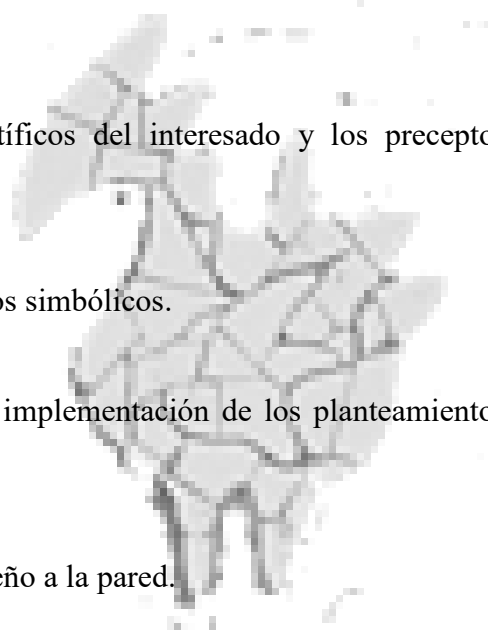 tíficos del interesado y los precepto
os simbólicos.
implementación de los planteamiento
eño a la pared.